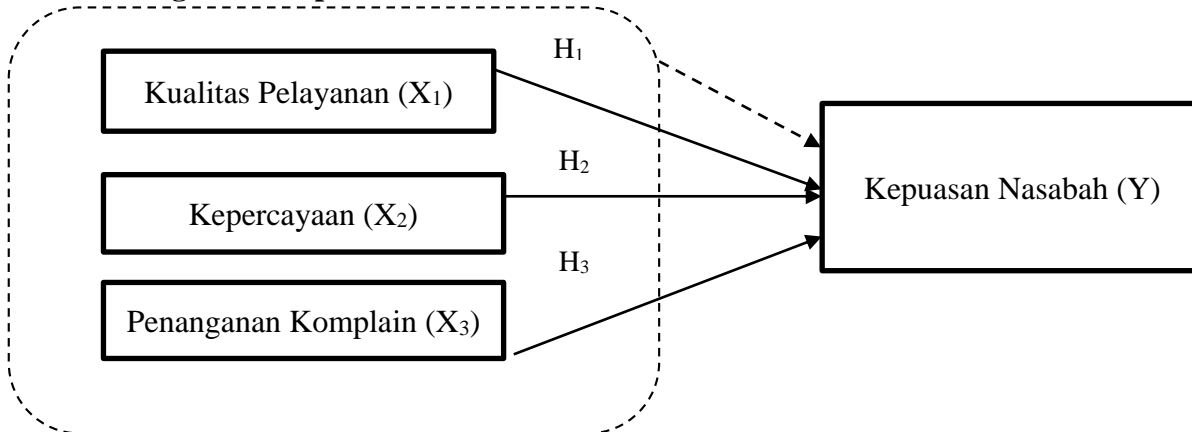 H₁
Kualitas Pelayanan (X₁)
H₂
Kepuasan Nasabah (Y)
Kepercayaan (X₂)
H₃
Penanganan Komplain (X₃)